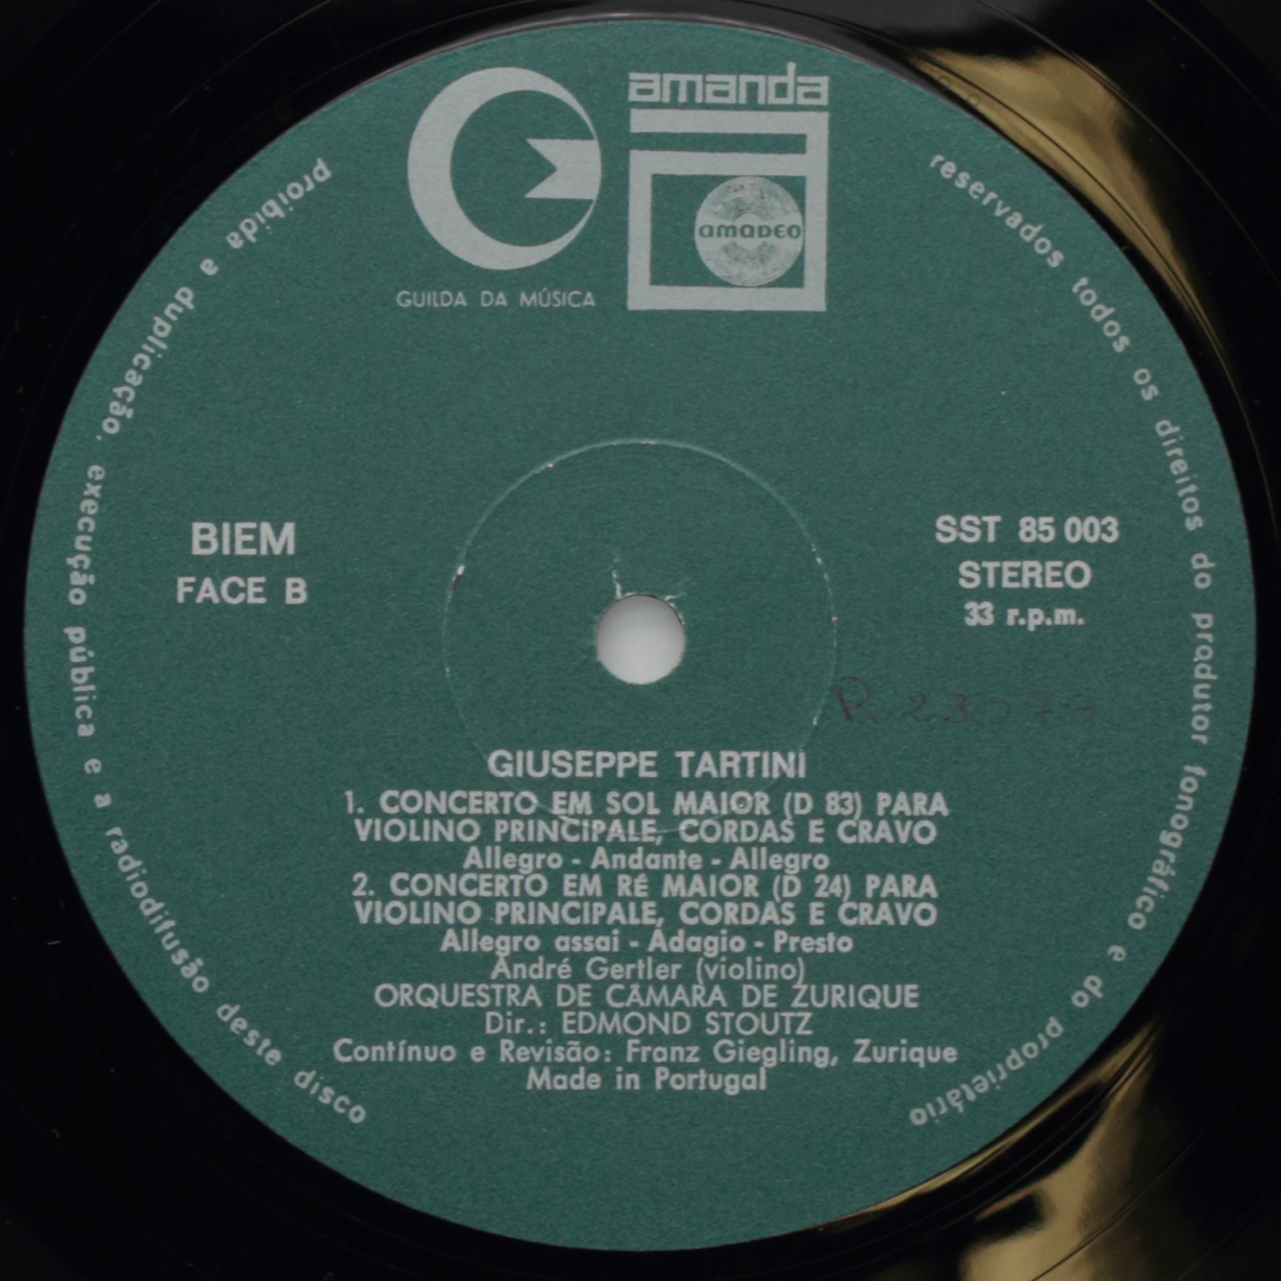 amanda
AMADEO
GUILDA DA MÚSICA
proibida a duplicação, execução pública e a radiodifusão deste disco
reservados todos os direitos do produtor fonográfico e do proprietário
BIEM
FACE B
SST 85 003
STEREO
33 r.p.m.
GIUSEPPE TARTINI
1. CONCERTO EM SOL MAIOR (D 83) PARA
VIOLINO PRINCIPALE, CORDAS E CRAVO
Allegro - Andante - Allegro
2. CONCERTO EM RÉ MAIOR (D 24) PARA
VIOLINO PRINCIPALE, CORDAS E CRAVO
Allegro assai - Adagio - Presto
André Gertler (violino)
ORQUESTRA DE CÂMARA DE ZURIQUE
Dir.: EDMOND STOUTZ
Contínuo e Revisão: Franz Giegling, Zurique
Made in Portugal